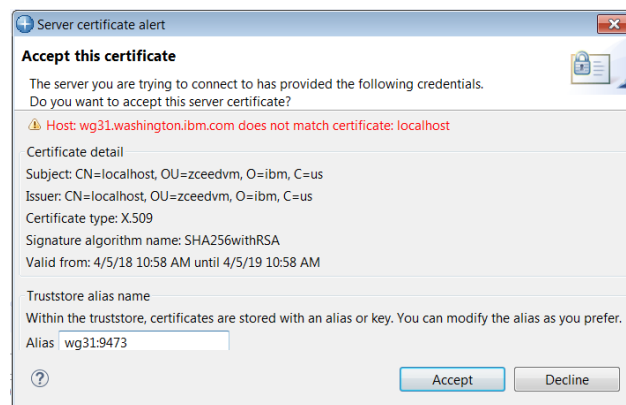 Server certificate alert
Accept this certificate
The server you are trying to connect to has provided the following credentials.
Do you want to accept this server certificate?
Host: wg31.washington.ibm.com does not match certificate: localhost
Certificate detail
Subject: CN=localhost, OU=zceedvm, O=ibm, C=us
Issuer: CN=localhost, OU=zceedvm, O=ibm, C=us
Certificate type: X.509
Signature algorithm name: SHA256withRSA
Valid from: 4/5/18 10:58 AM until 4/5/19 10:58 AM
Truststore alias name
Within the truststore, certificates are stored with an alias or key. You can modify the alias as you prefer.
Alias wg31:9473
? Accept Decline